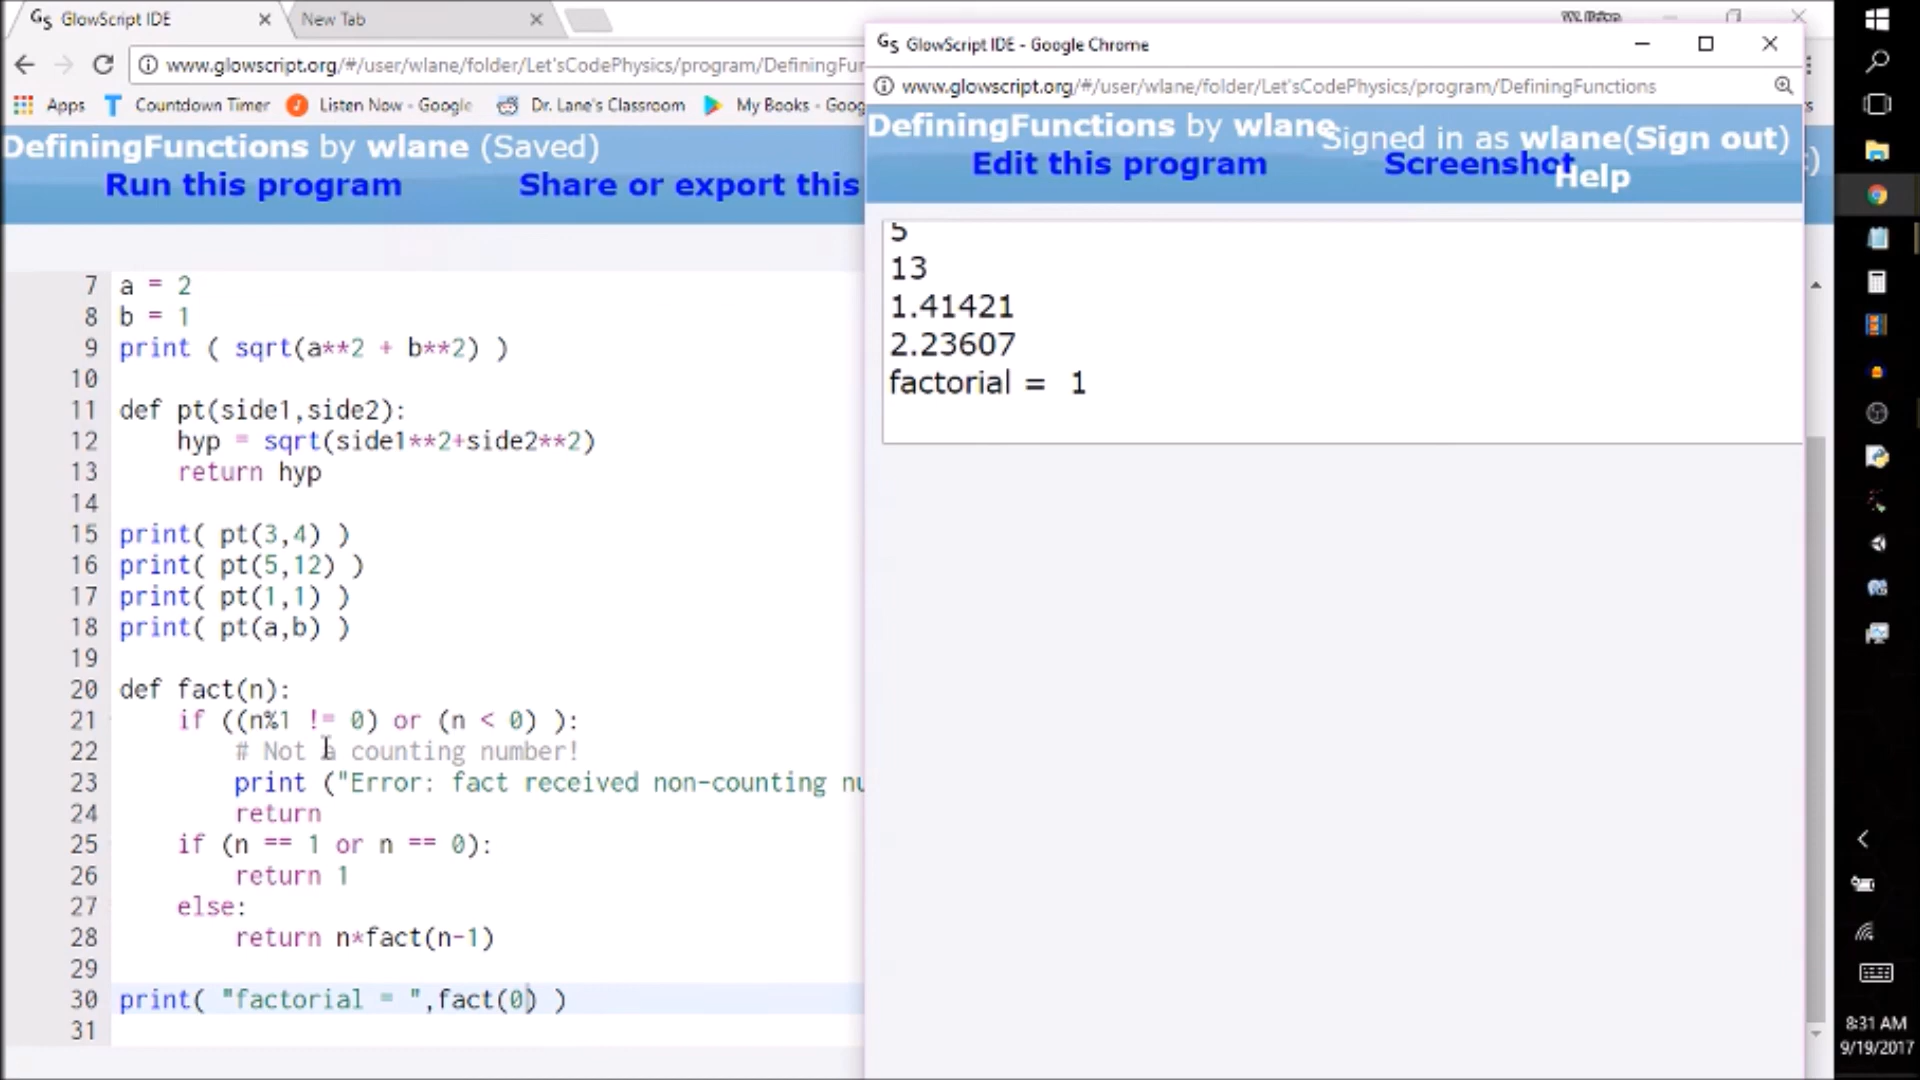 GlowScript IDE
New Tab
www.glowscript.org/#/user/wlane/folder/Let'sCodePhysics/program/DefiningFur
Apps
Countdown Timer
Listen Now - Google
Dr. Lane's Classroom
My Books - Goog
DefiningFunctions by wlane (Saved)
Run this program
Share or export this
7 a = 2
8 b = 1
9 print ( sqrt(a**2 + b**2) )
10
11 def pt(side1,side2):
12 hyp = sqrt(side1**2+side2**2)
13 return hyp
14
15 print( pt(3,4) )
16 print( pt(5,12) )
17 print( pt(1,1) )
18 print( pt(a,b) )
19
20 def fact(n):
21 if ((n%1 != 0) or (n < 0) ):
22 # Not a counting number!
23 print ("Error: fact received non-counting nu
24 return
25 if (n == 1 or n == 0):
26 return 1
27 else:
28 return n*fact(n-1)
29
30 print( "factorial = ",fact(0) )
31
GlowScript IDE - Google Chrome
www.glowscript.org/#/user/wlane/folder/Let'sCodePhysics/program/DefiningFunctions
DefiningFunctions by wlane
Signed in as wlane(Sign out)
Edit this program
Screenshot
Help
5
13
1.41421
2.23607
factorial = 1
8:31 AM
9/19/2017